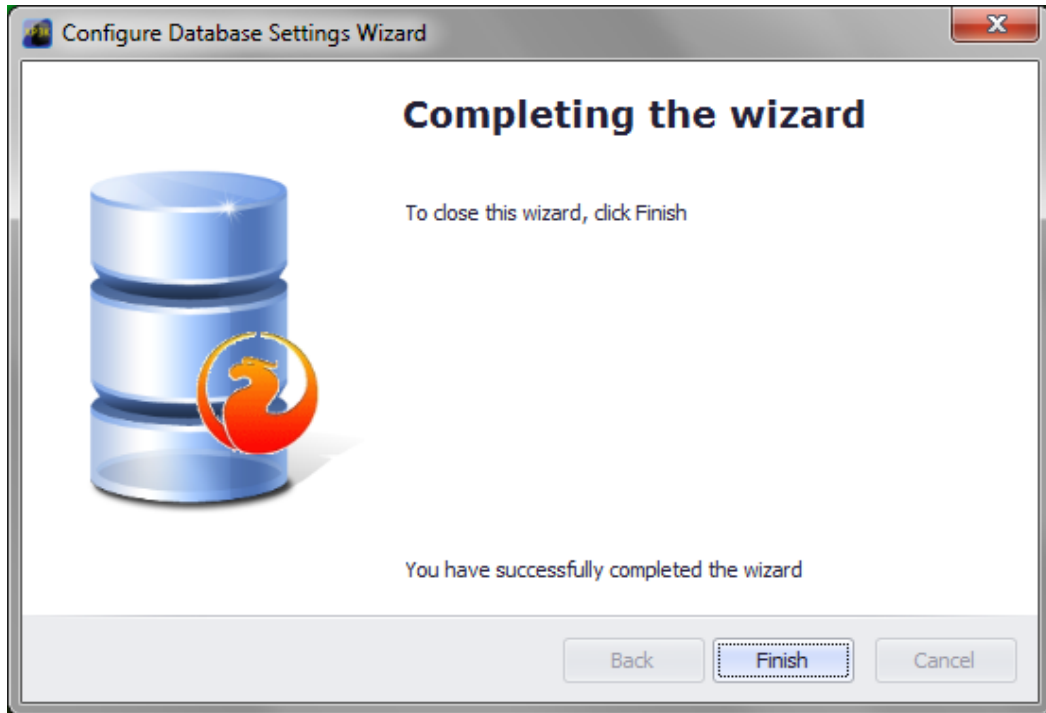 Configure Database Settings Wizard
Completing the wizard
To close this wizard, click Finish
You have successfully completed the wizard
Back Finish Cancel